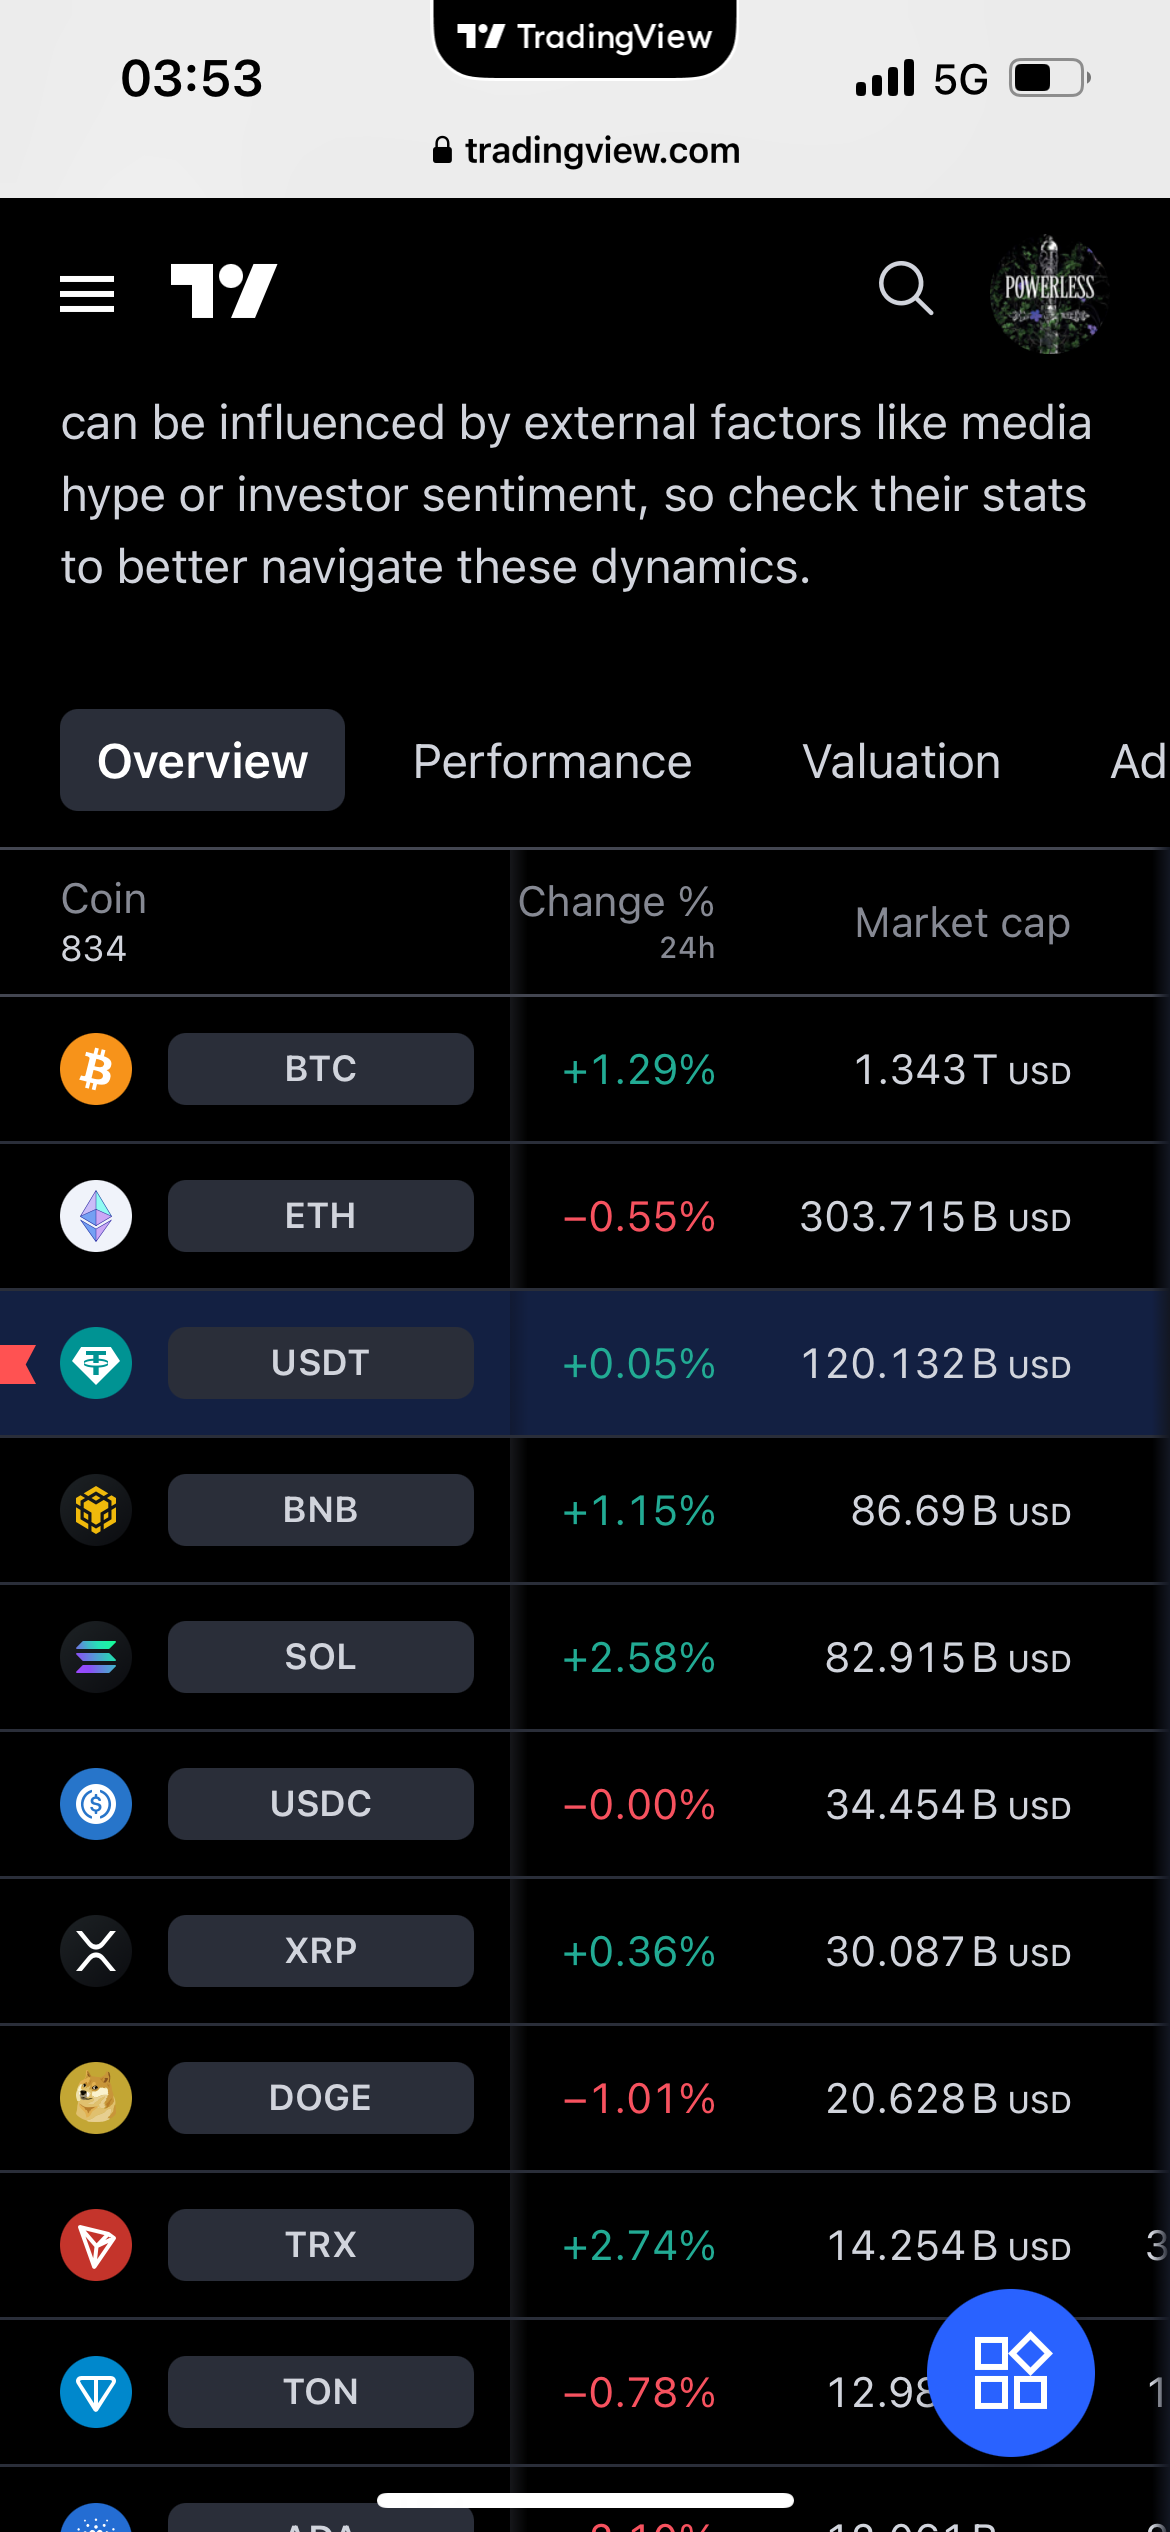 TradingView
03:53
5G
tradingview.com
POWERLESS
can be influenced by external factors like media
hype or investor sentiment, so check their stats
to better navigate these dynamics.
Overview Performance Valuation Ad
Coin Change % Market cap
834 24h
BTC +1.29% 1.343 T USD
ETH −0.55% 303.715 B USD
USDT +0.05% 120.132 B USD
BNB +1.15% 86.69 B USD
SOL +2.58% 82.915 B USD
USDC −0.00% 34.454 B USD
XRP +0.36% 30.087 B USD
DOGE −1.01% 20.628 B USD
TRX +2.74% 14.254 B USD 3
TON −0.78% 12.98 1
ADA